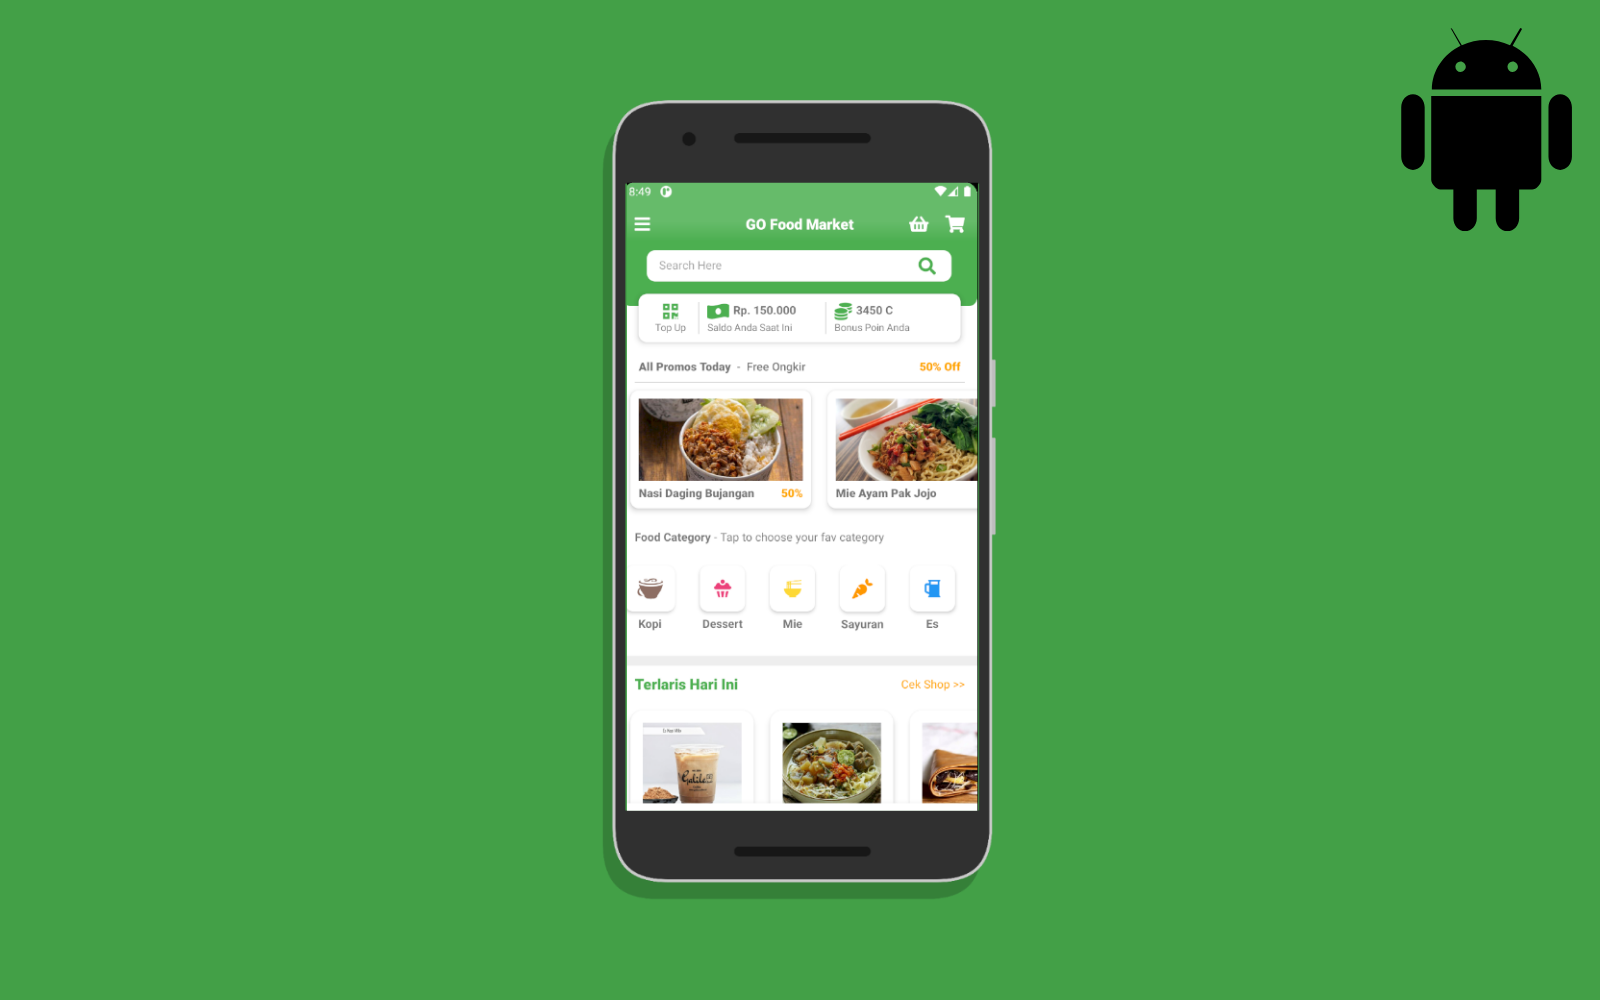 8:49
GO Food Market
Search Here
Rp. 150.000
3450 C
Top Up
Saldo Anda Saat Ini
Bonus Poin Anda
All Promos Today - Free Ongkir
50% Off
Nasi Daging Bujangan
50%
Mie Ayam Pak Jojo
Food Category - Tap to choose your fav category
Kopi
Dessert
Mie
Sayuran
Es
Terlaris Hari Ini
Cek Shop >>